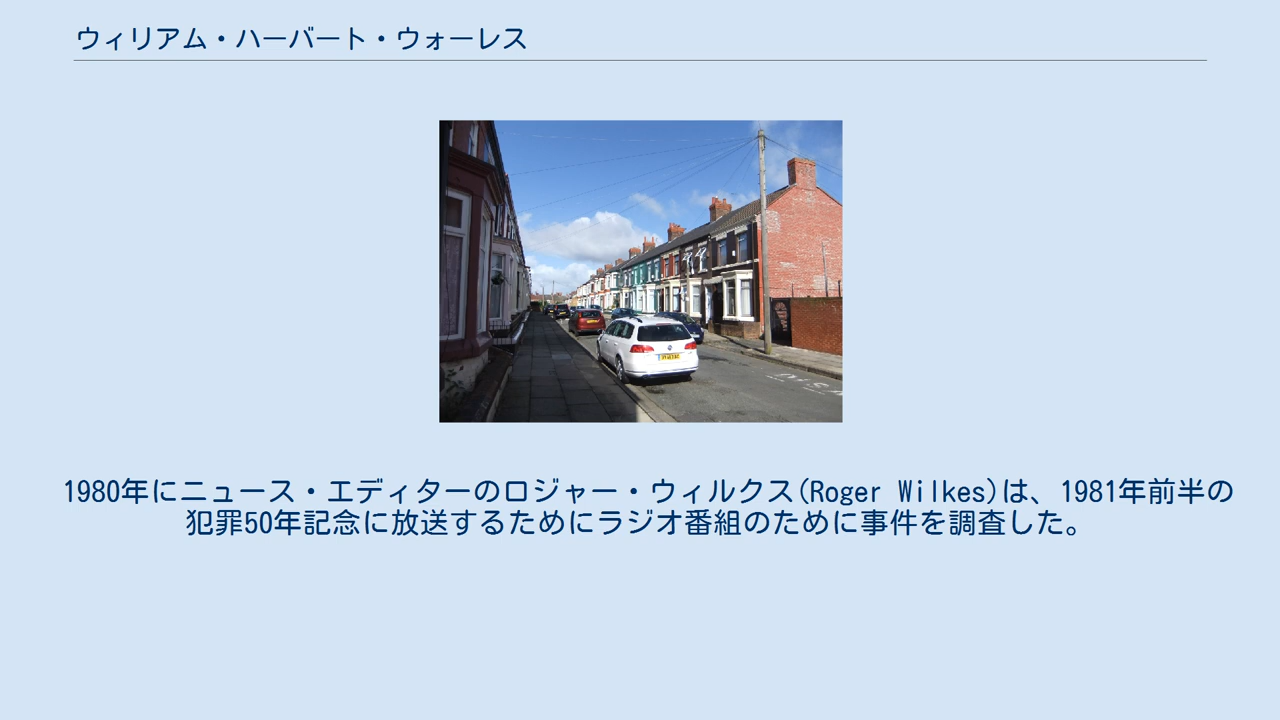 ウィリアム・ハーバート・ウォーレス
1980年にニュース・エディターのロジャー・ウィルクス(Roger Wilkes)は、1981年前半の
犯罪50年記念に放送するためにラジオ番組のために事件を調査した。